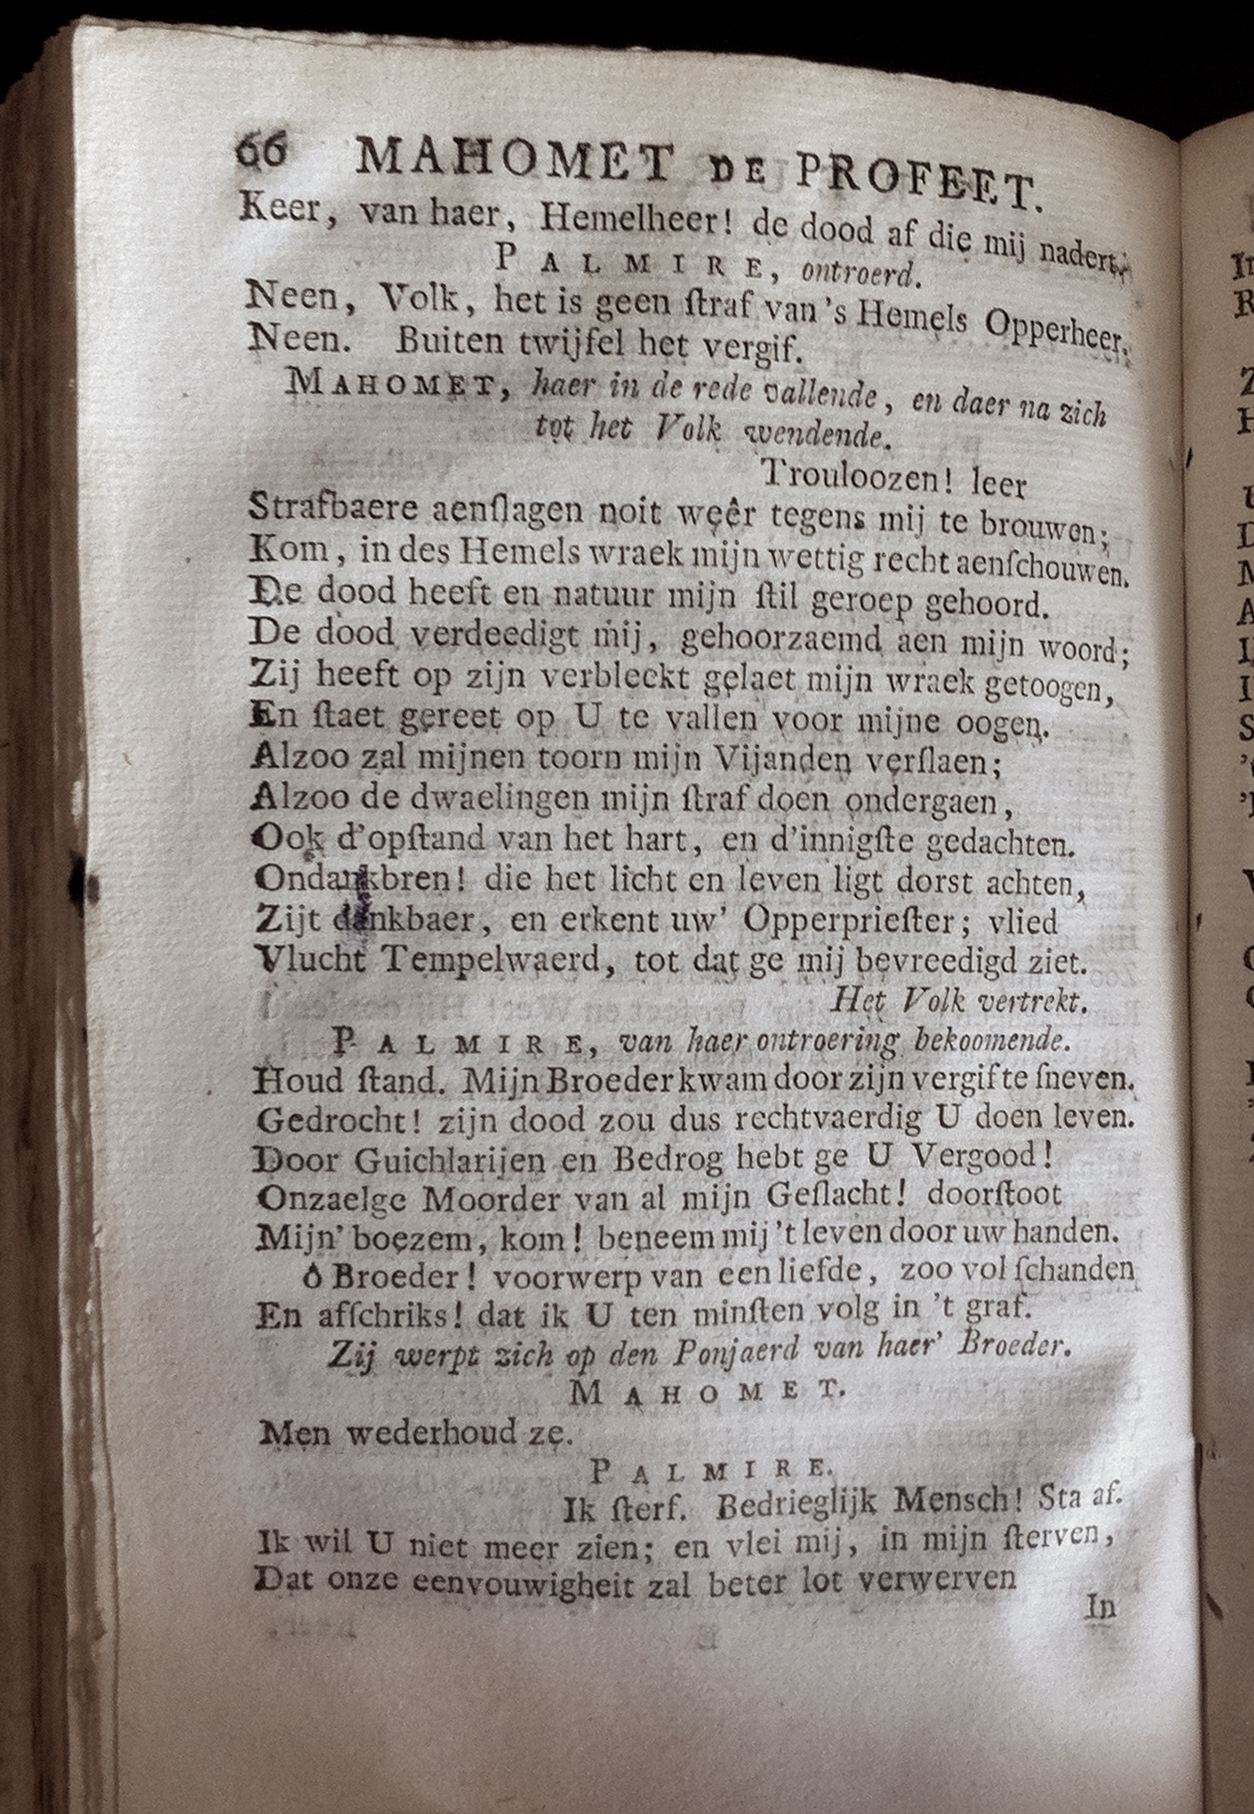 66 MAHOMET DE PROFEET.
Keer, van haer, Hemelheer! de dood af die mij nadert.
PALMIRE, ontroerd.
Neen, Volk, het is geen ſtraf van 's Hemels Opperheer,
Neen. Buiten twijfel het vergif.
MAHOMET, haer in de rede vallende, en daer na zich
tot het Volk wendende.
Trouloozen! leer
Strafbaere aenſlagen noit weêr tegens mij te brouwen;
Kom, in des Hemels wraek mijn wettig recht aenſchouwen.
De dood heeft en natuur mijn ſtil geroep gehoord.
De dood verdeedigt mij, gehoorzaemd aen mijn woord;
Zij heeft op zijn verbleekt gelaet mijn wraek getoogen,
En ſtaet gereet op U te vallen voor mijne oogen.
Alzoo zal mijnen toorn mijn Vijanden verſlaen;
Alzoo de dwaelingen mijn ſtraf doen ondergaen,
Ook d'opſtand van het hart, en d'innigſte gedachten.
Ondankbren! die het licht en leven ligt dorst achten,
Zijt dankbaer, en erkent uw' Opperprieſter; vlied
Vlucht Tempelwaerd, tot dat ge mij bevreedigd ziet.
Het Volk vertrekt.
PALMIRE, van haer ontroering bekoomende.
Houd ſtand. Mijn Broeder kwam door zijn vergif te ſneven.
Gedrocht! zijn dood zou dus rechtvaerdig U doen leven.
Door Guichlarijen en Bedrog hebt ge U Vergood!
Onzaelge Moorder van al mijn Geſlacht! doorſtoot
Mijn' boezem, kom! beneem mij 't leven door uw handen.
ô Broeder! voorwerp van een liefde, zoo vol ſchanden
En afſchriks! dat ik U ten minſten volg in 't graf.
Zij werpt zich op den Ponjaerd van haer' Broeder.
MAHOMET.
Men wederhoud ze.
PALMIRE.
Ik ſterf. Bedrieglijk Mensch! Sta af.
Ik wil U niet meer zien; en vlei mij, in mijn ſterven,
Dat onze eenvouwigheit zal beter lot verwerven
In